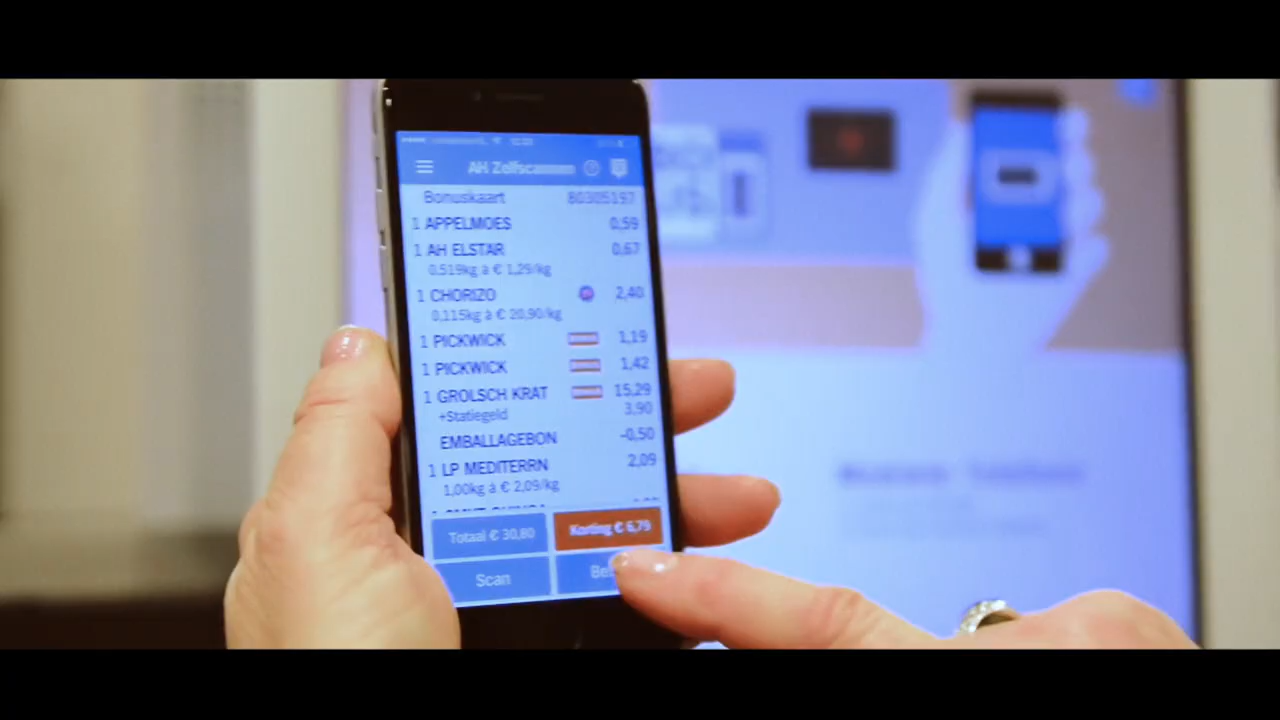 AH Zelfscannen
Bonuskaart 80305197
1 APPELMOES 0,59
1 AH ELSTAR 0,67
0.519kg à € 1,29/kg
1 CHORIZO 2,40
0,115kg à € 20,90/kg
1 PICKWICK 1,19
1 PICKWICK 1,42
1 GROLSCH KRAT 15,29
+Statiegeld 3,90
EMBALLAGEBON -0,50
1 LP MEDITERRN 2,09
1,00kg à € 2,09/kg
Totaal € 30,80 Korting € 6,79
Scan Be